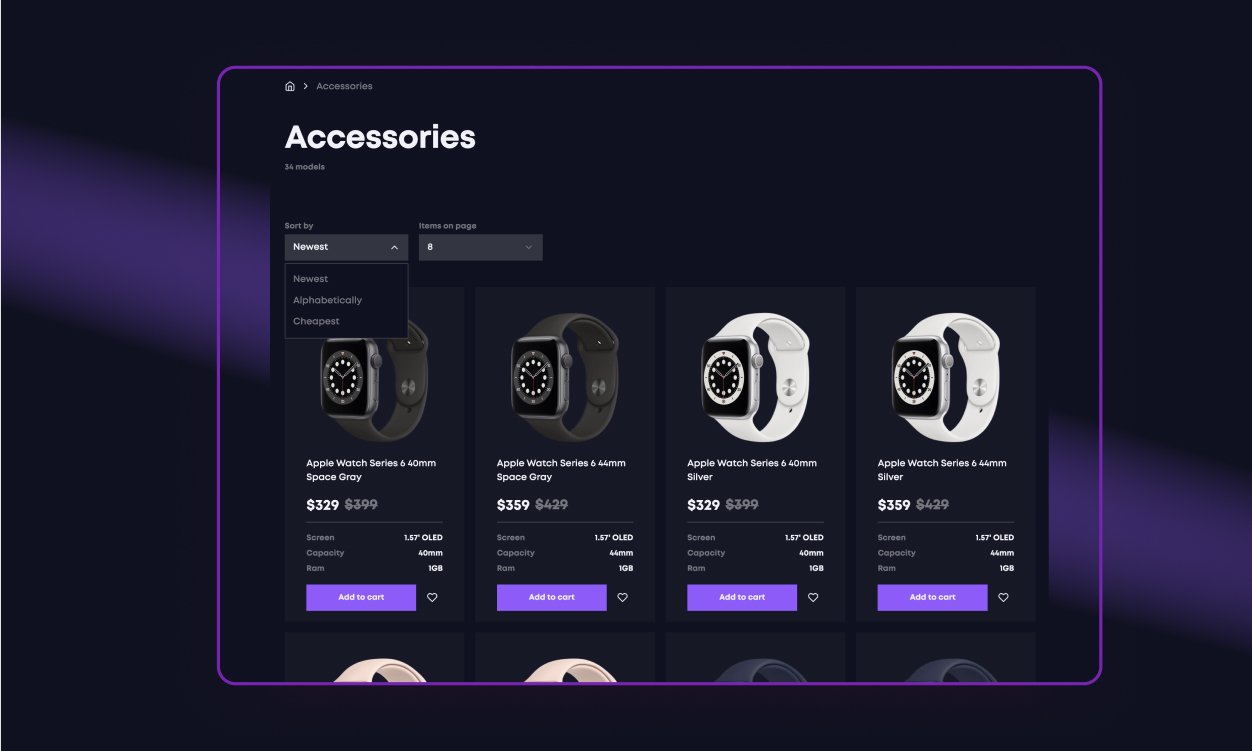 Accessories
Accessories
34 models
Sort by
Items on page
Newest
8
Newest
Alphabetically
Cheapest
Apple Watch Series 6 40mm
Space Gray
$329 $399
Screen 1.57' OLED
Capacity 40mm
Ram 1GB
Add to cart
Apple Watch Series 6 44mm
Space Gray
$359 $429
Screen 1.57' OLED
Capacity 44mm
Ram 1GB
Add to cart
Apple Watch Series 6 40mm
Silver
$329 $399
Screen 1.57' OLED
Capacity 40mm
Ram 1GB
Add to cart
Apple Watch Series 6 44mm
Silver
$359 $429
Screen 1.57' OLED
Capacity 44mm
Ram 1GB
Add to cart